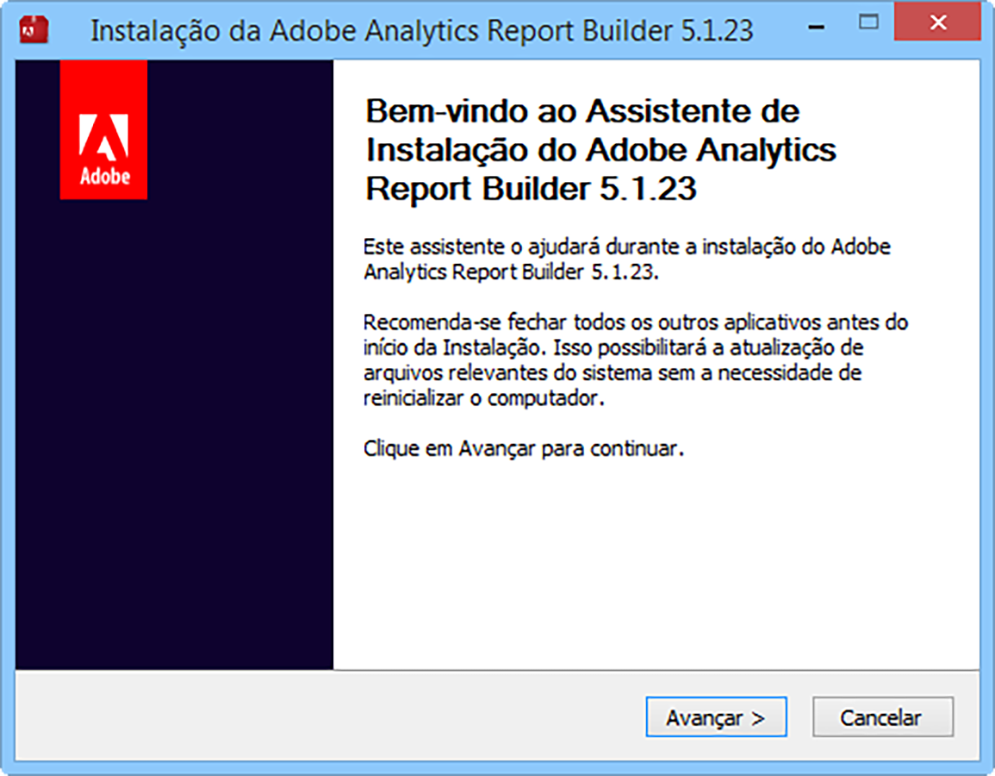 Instalação da Adobe Analytics Report Builder 5.1.23
Adobe
Bem-vindo ao Assistente de
Instalação do Adobe Analytics
Report Builder 5.1.23
Este assistente o ajudará durante a instalação do Adobe
Analytics Report Builder 5.1.23.
Recomenda-se fechar todos os outros aplicativos antes do
início da Instalação. Isso possibilitará a atualização de
arquivos relevantes do sistema sem a necessidade de
reinicializar o computador.
Clique em Avançar para continuar.
Avançar >
Cancelar